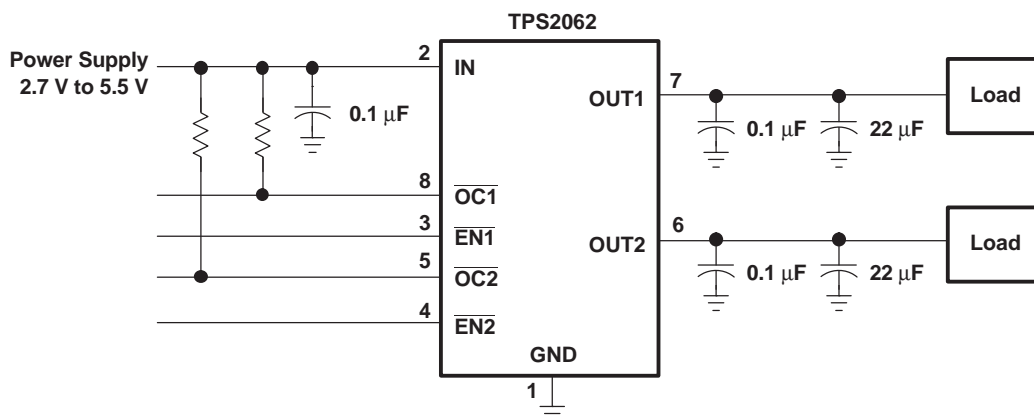 TPS2062
Power Supply
2.7 V to 5.5 V
2
IN
0.1 μF
7
OUT1
0.1 μF
22 μF
Load
8
OC1
3
EN1
5
OC2
4
EN2
6
OUT2
0.1 μF
22 μF
Load
GND
1